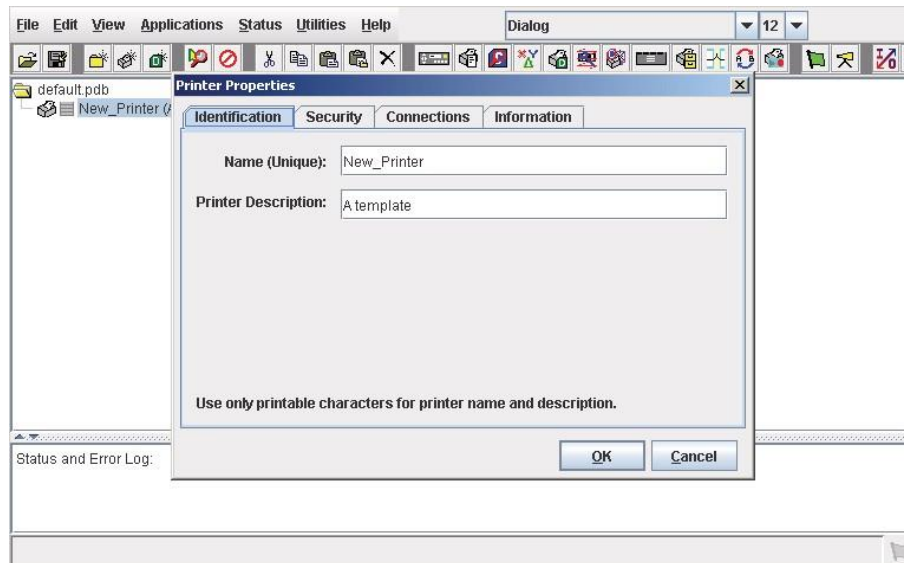 File Edit View Applications Status Utilities Help Dialog 12
default.pdb
New_Printer (A
Printer Properties
Identification Security Connections Information
Name (Unique): New_Printer
Printer Description: A template
Use only printable characters for printer name and description.
OK Cancel
Status and Error Log: